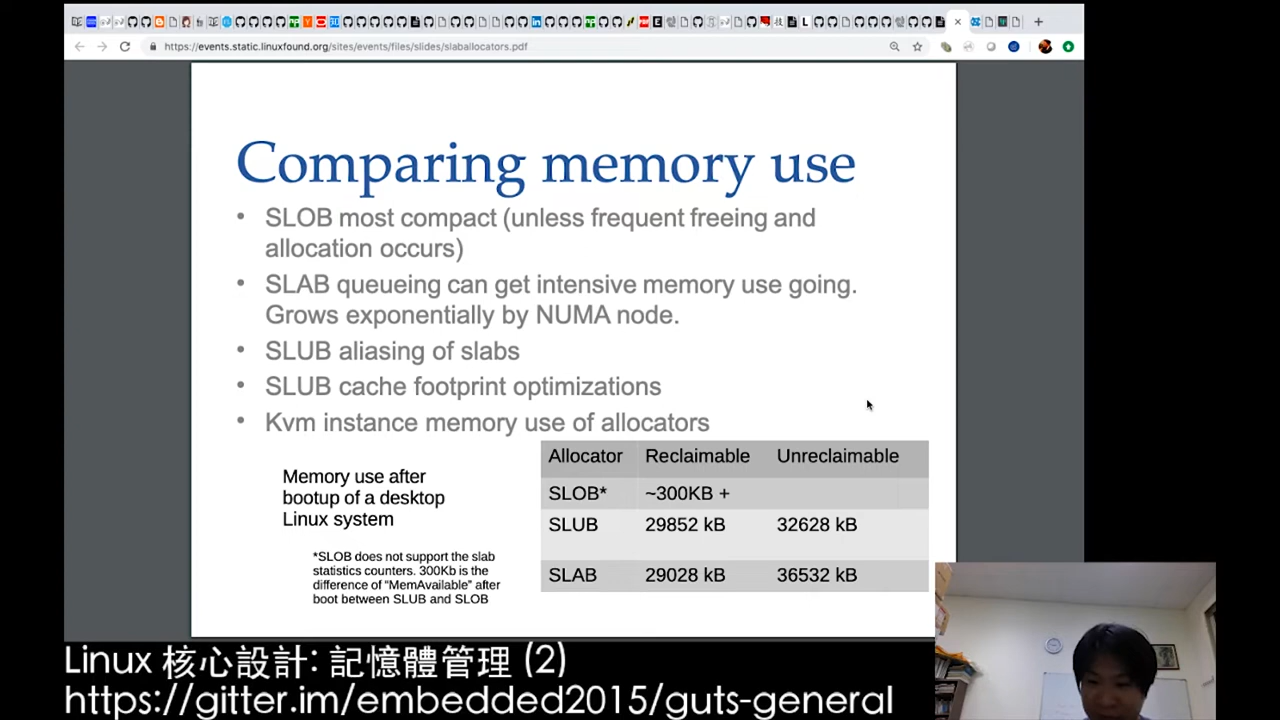 https://events.static.linuxfound.org/sites/events/files/slides/slaballocators.pdf
Comparing memory use
• SLOB most compact (unless frequent freeing and
allocation occurs)
• SLAB queueing can get intensive memory use going.
Grows exponentially by NUMA node.
• SLUB aliasing of slabs
• SLUB cache footprint optimizations
• Kvm instance memory use of allocators
Memory use after
bootup of a desktop
Linux system
*SLOB does not support the slab
statistics counters. 300Kb is the
difference of “MemAvailable” after
boot between SLUB and SLOB
Allocator Reclaimable Unreclaimable
SLOB* ~300KB +
SLUB 29852 kB 32628 kB
SLAB 29028 kB 36532 kB
Linux 核心設計: 記憶體管理 (2)
https://gitter.im/embedded2015/guts-general